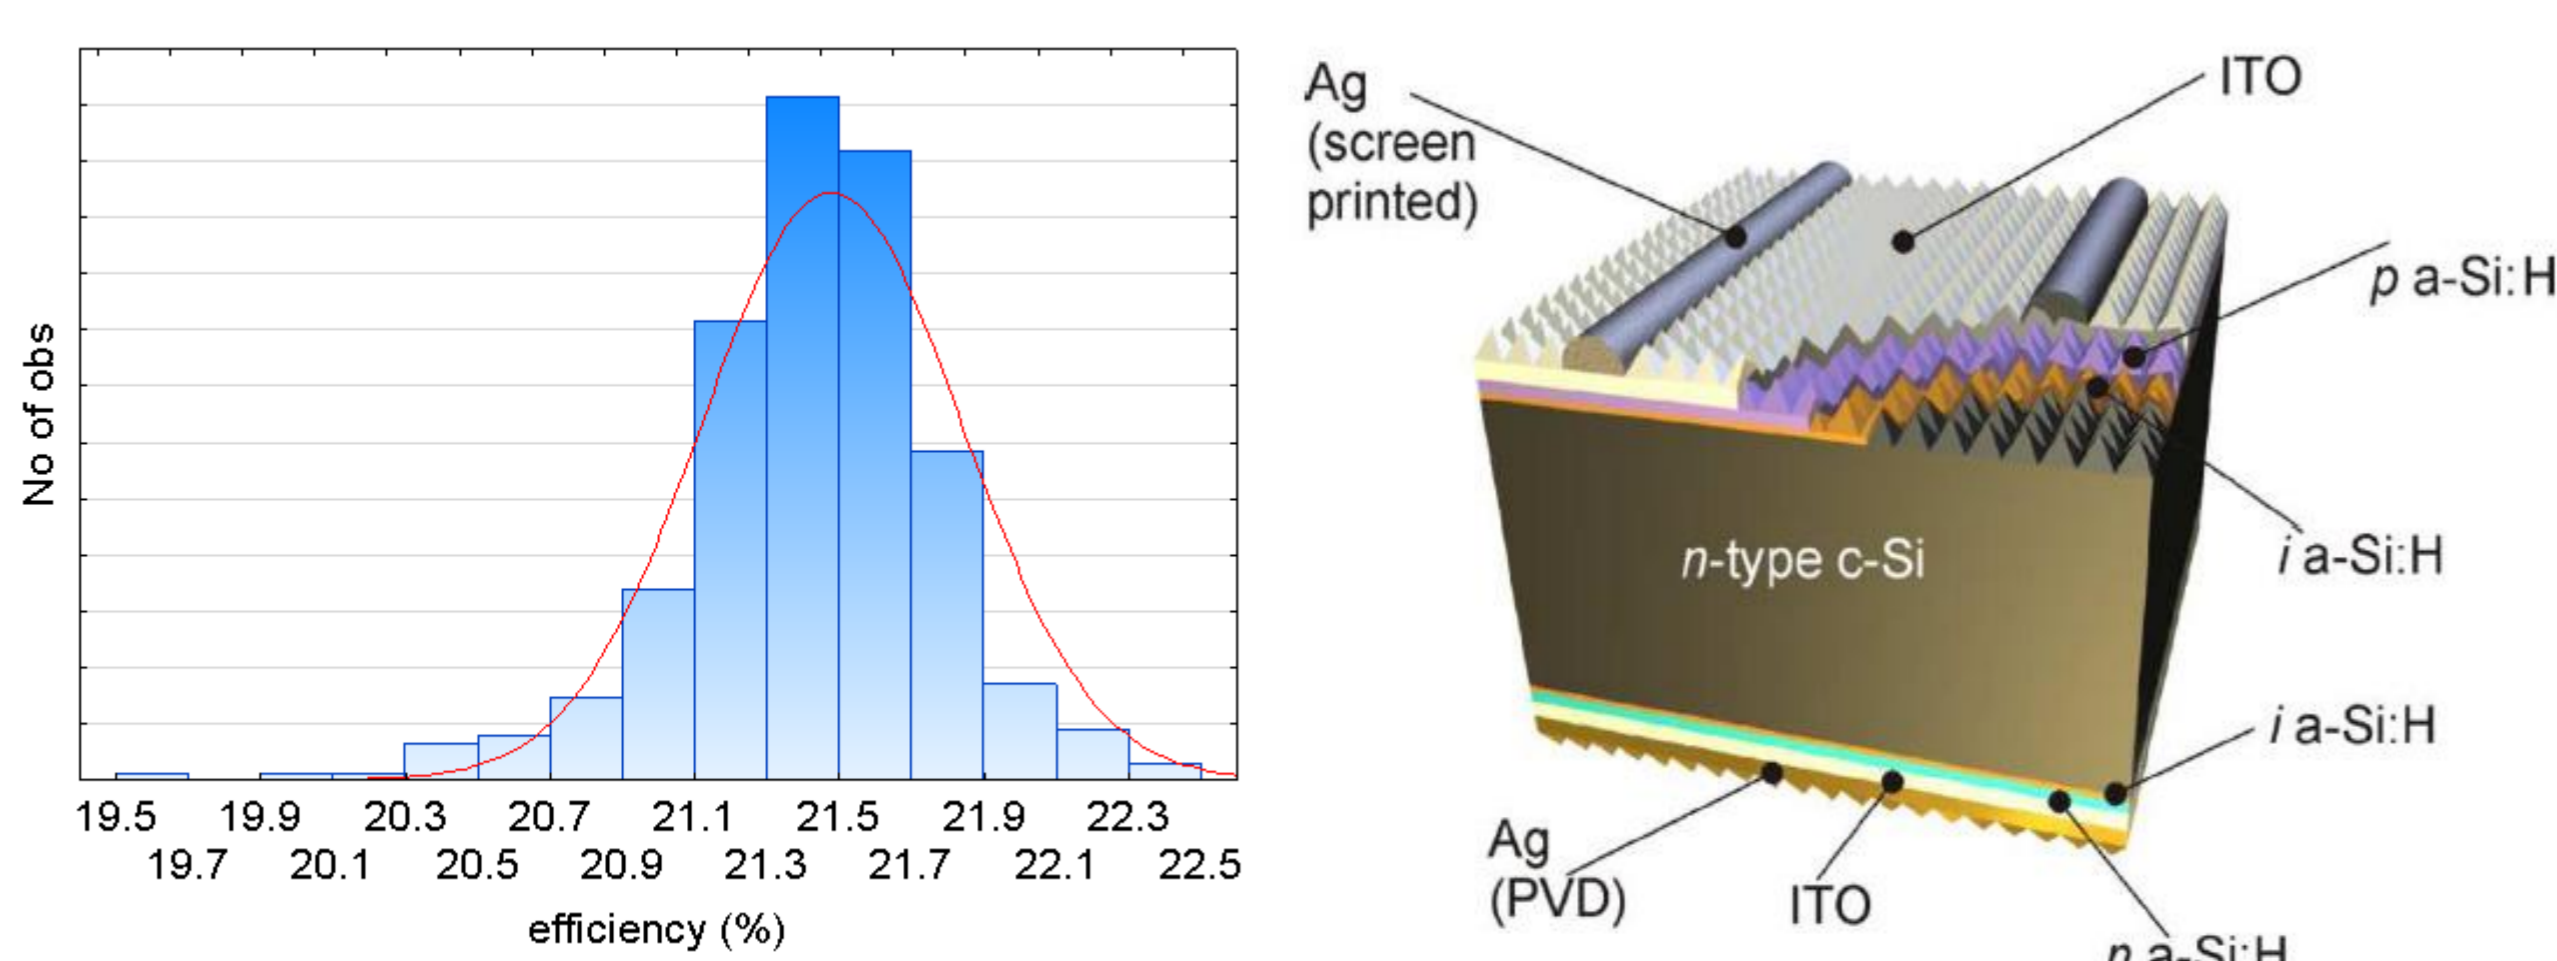 No of obs
19.5 19.9 20.3 20.7 21.1 21.5 21.9 22.3
19.7 20.1 20.5 20.9 21.3 21.7 22.1 22.5
efficiency (%)
Ag
(screen
printed)
ITO
p a-Si:H
i a-Si:H
n-type c-Si
i a-Si:H
Ag
(PVD)
ITO
n a-Si:H